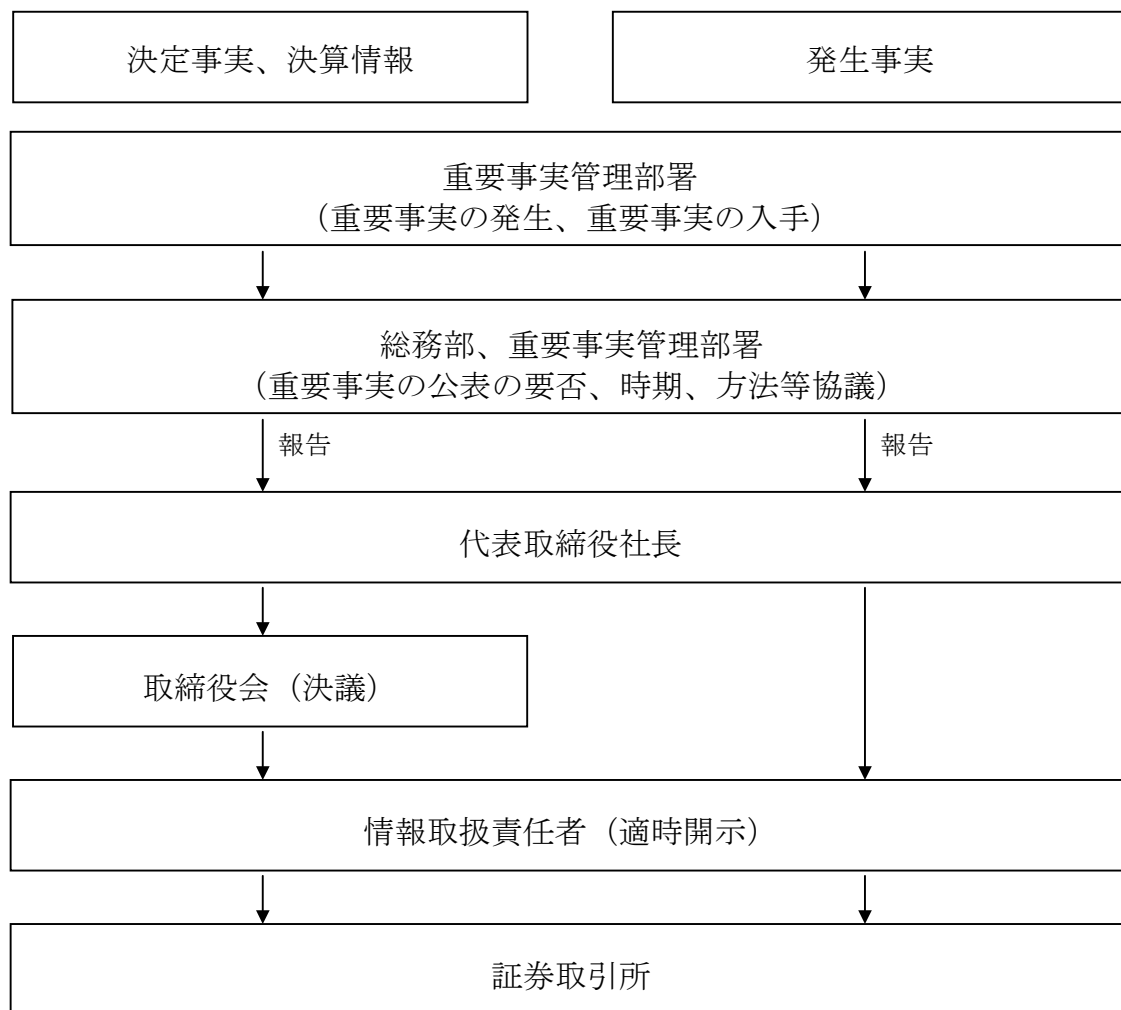 決定事実、決算情報
発生事実
重要事実管理部署
（重要事実の発生、重要事実の入手）
総務部、重要事実管理部署
（重要事実の公表の要否、時期、方法等協議）
報告
報告
代表取締役社長
取締役会（決議）
情報取扱責任者（適時開示）
証券取引所